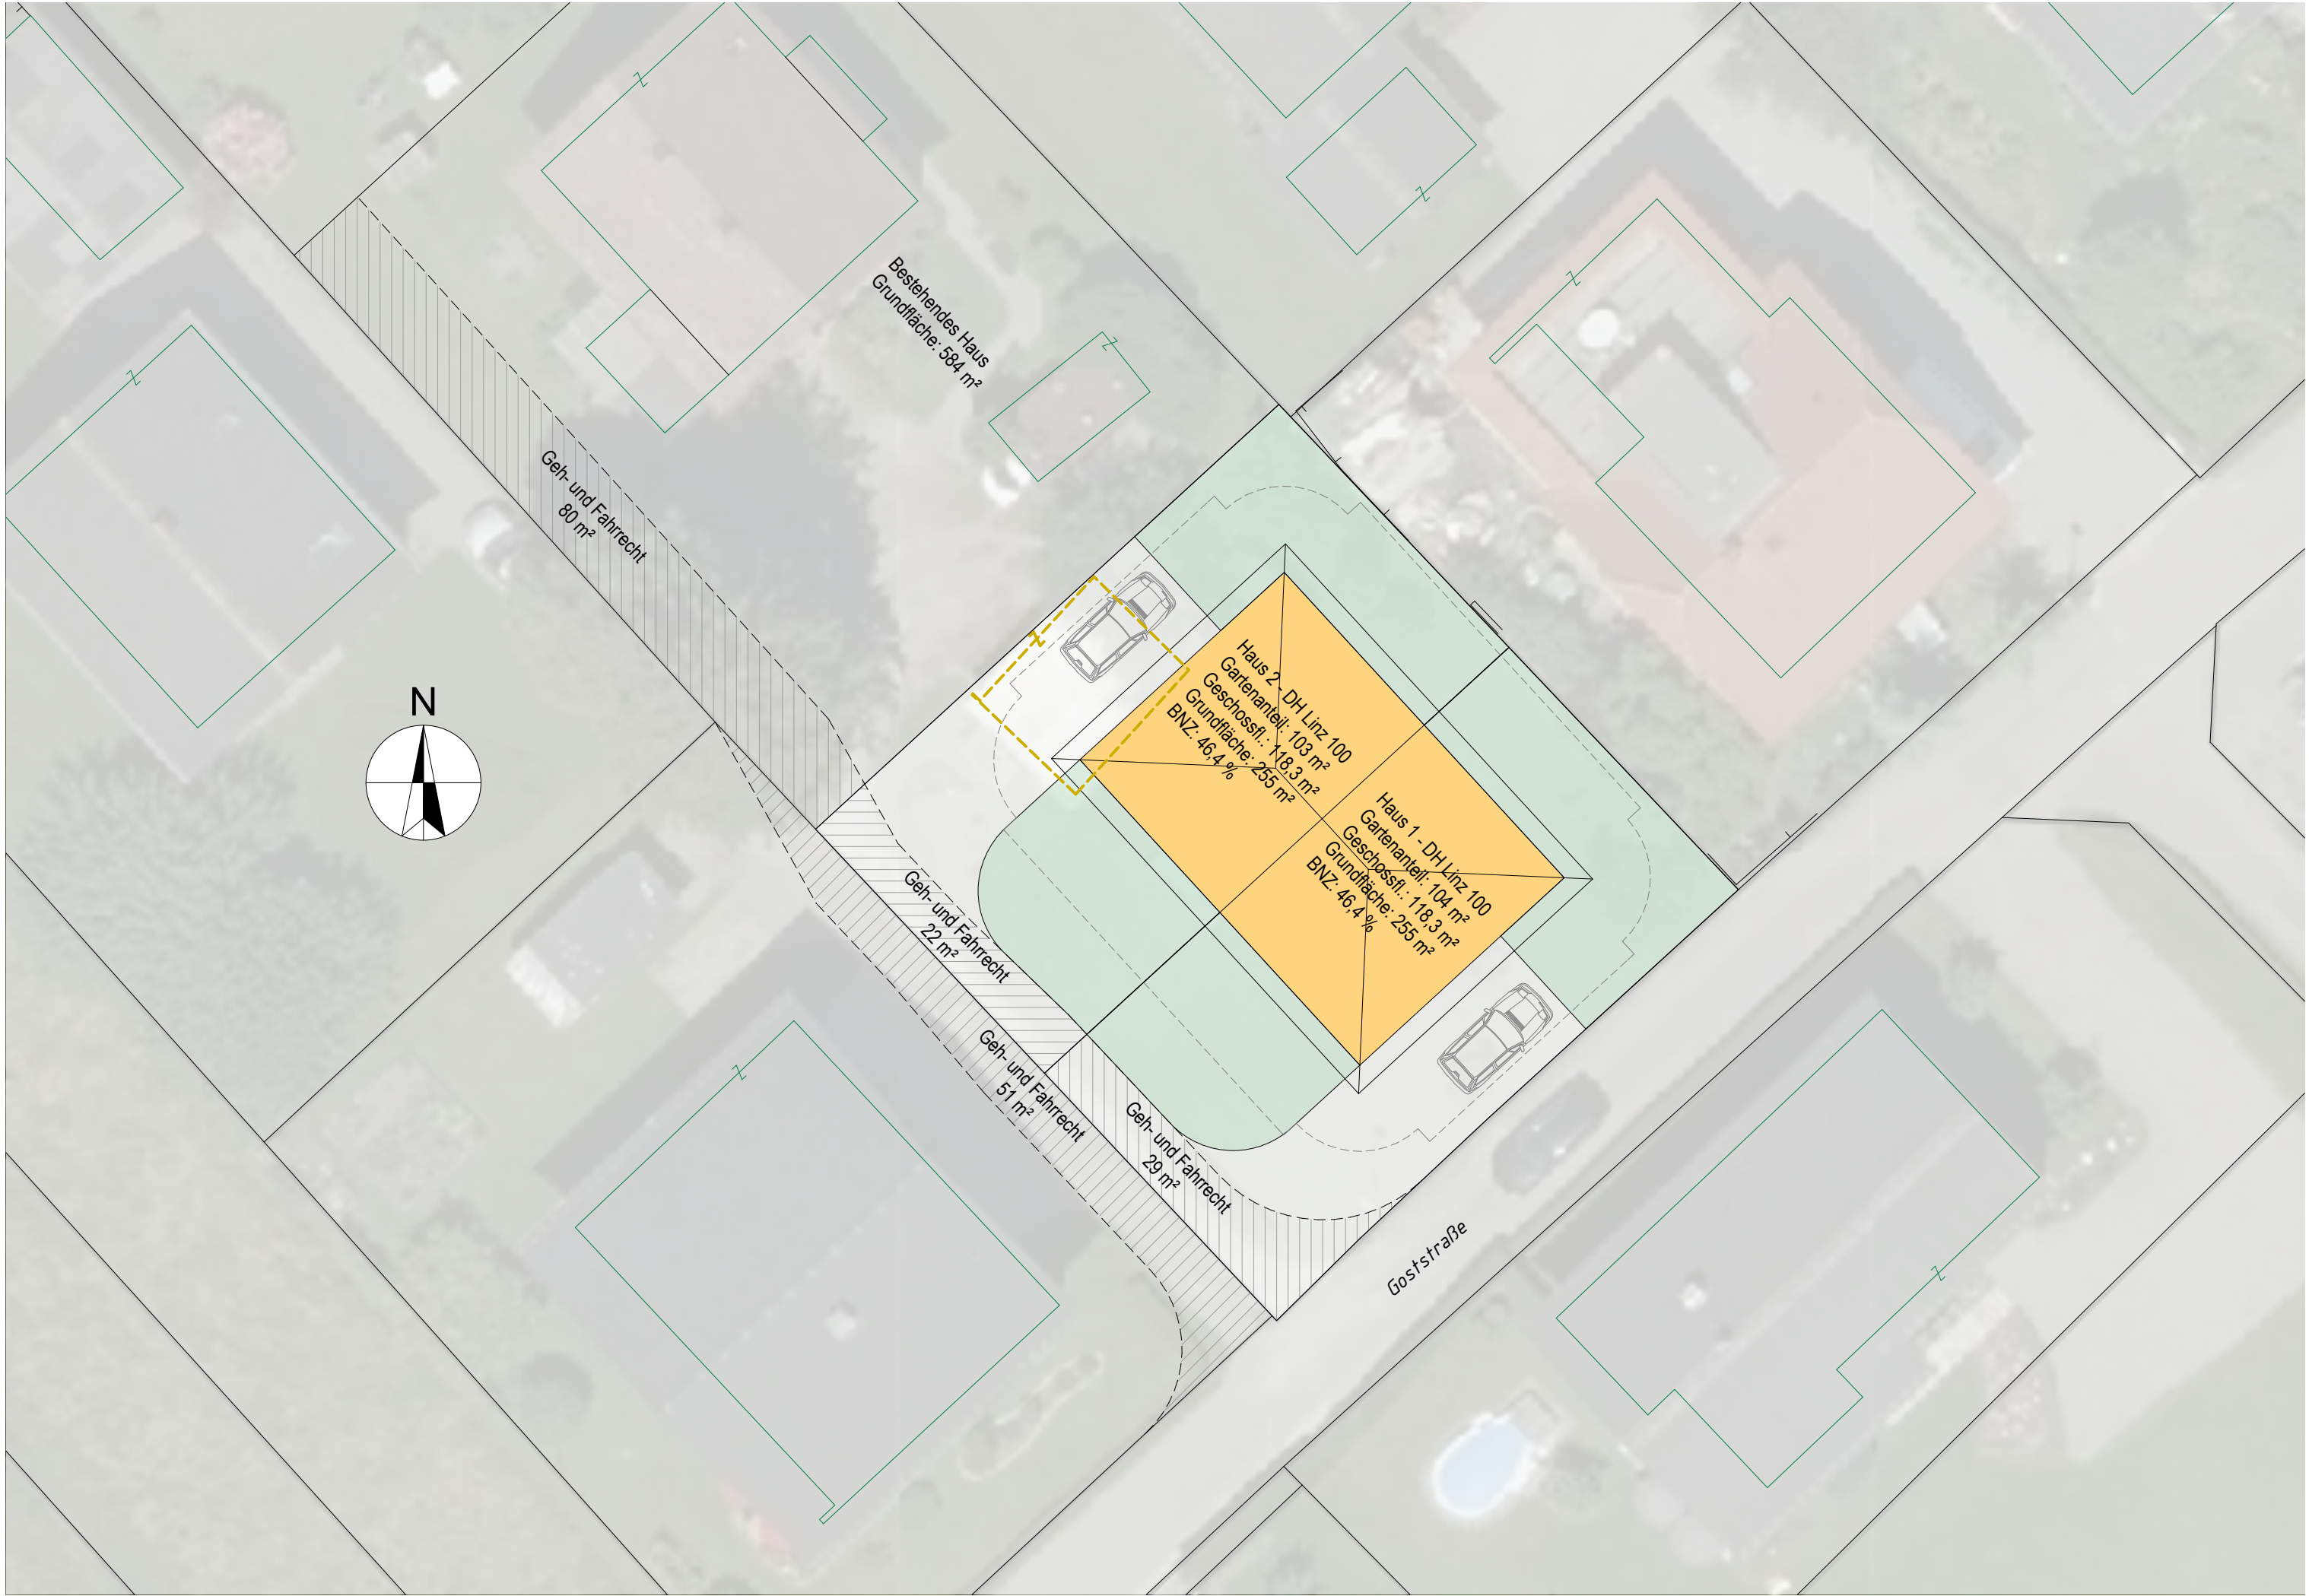 Bestehendes Haus
Grundfläche: 584 m²
Geh- und Fahrrecht
80 m²
N
Haus 2 - DH Linz 100
Gartenanteil: 103 m²
Geschossfl.: 118,3 m²
Grundfläche: 255 m²
BNZ: 46,4 %
Haus 1 - DH Linz 100
Gartenanteil: 104 m²
Geschossfl.: 118,3 m²
Grundfläche: 255 m²
BNZ: 46,4 %
Geh- und Fahrrecht
22 m²
Geh- und Fahrrecht
51 m²
Geh- und Fahrrecht
29 m²
Goststraße